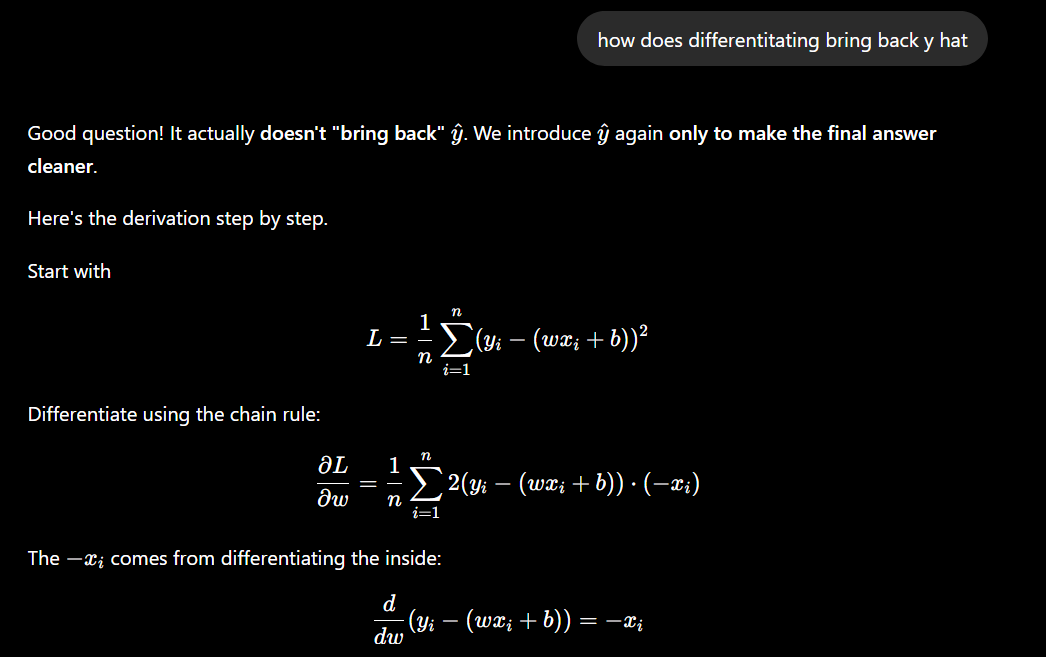 how does differentitating bring back y hat
Good question! It actually doesn't "bring back" ŷ. We introduce ŷ again only to make the final answer
cleaner.
Here's the derivation step by step.
Start with
L = 1/n ∑_{i=1}^{n} (y_i − (wx_i + b))²
Differentiate using the chain rule:
∂L/∂w = 1/n ∑_{i=1}^{n} 2(y_i − (wx_i + b)) · (−x_i)
The −x_i comes from differentiating the inside:
d/dw (y_i − (wx_i + b)) = −x_i